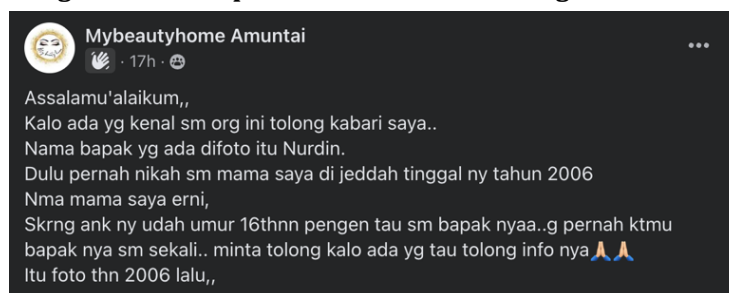 Mybeautyhome Amuntai
17h
Assalamu'alaikum,,
Kalo ada yg kenal sm org ini tolong kabari saya..
Nama bapak yg ada difoto itu Nurdin.
Dulu pernah nikah sm mama saya di jeddah tinggal ny tahun 2006
Nma mama saya erni,
Skrng ank ny udah umur 16thnn pengen tau sm bapak nyaa..g pernah ktmu
bapak nya sm sekali.. minta tolong kalo ada yg tau tolong info nya🙏🙏
Itu foto thn 2006 lalu,,